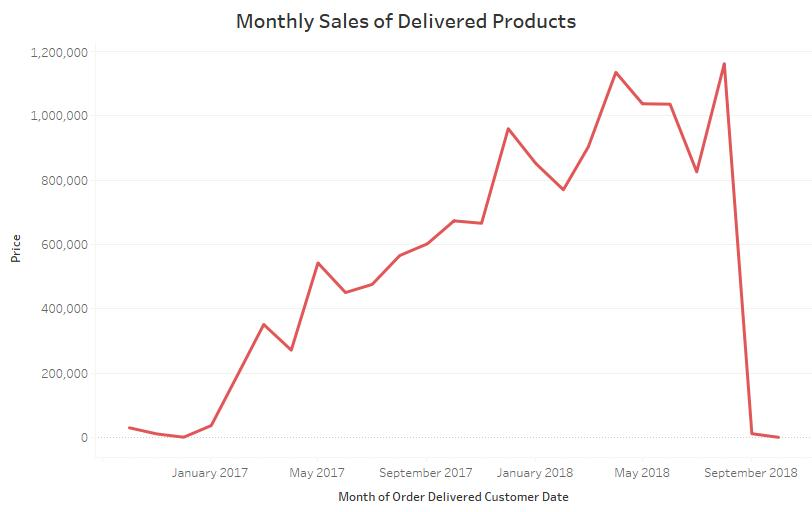 Monthly Sales of Delivered Products
1,200,000
1,000,000
800,000
600,000
400,000
200,000
0
Price
January 2017 May 2017 September 2017 January 2018 May 2018 September 2018
Month of Order Delivered Customer Date